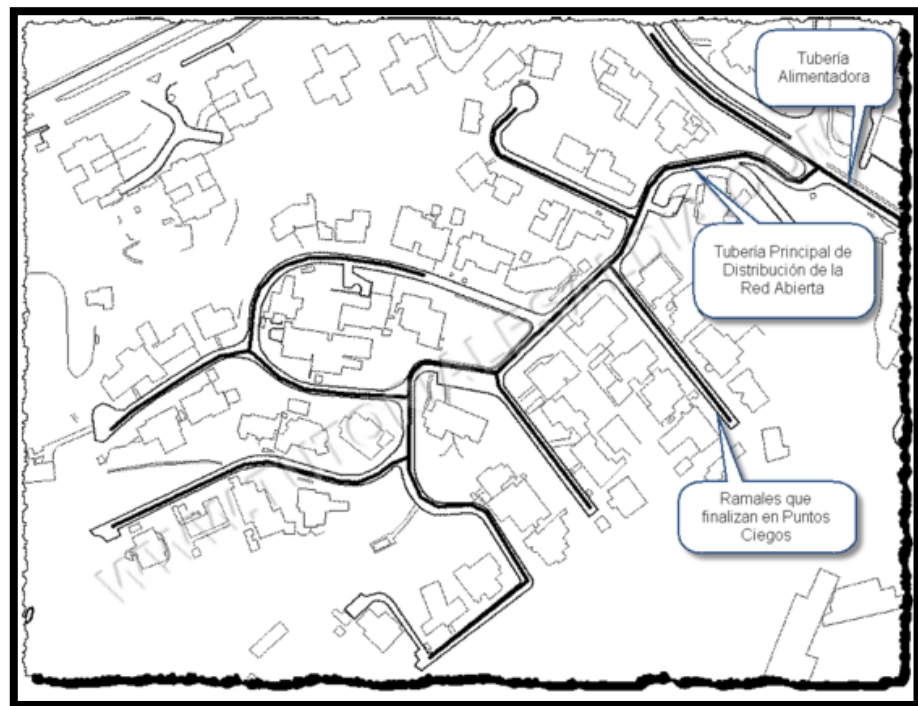 Tubería
Alimentadora
Tubería Principal de
Distribución de la
Red Abierta
Ramales que
finalizan en Puntos
Ciegos